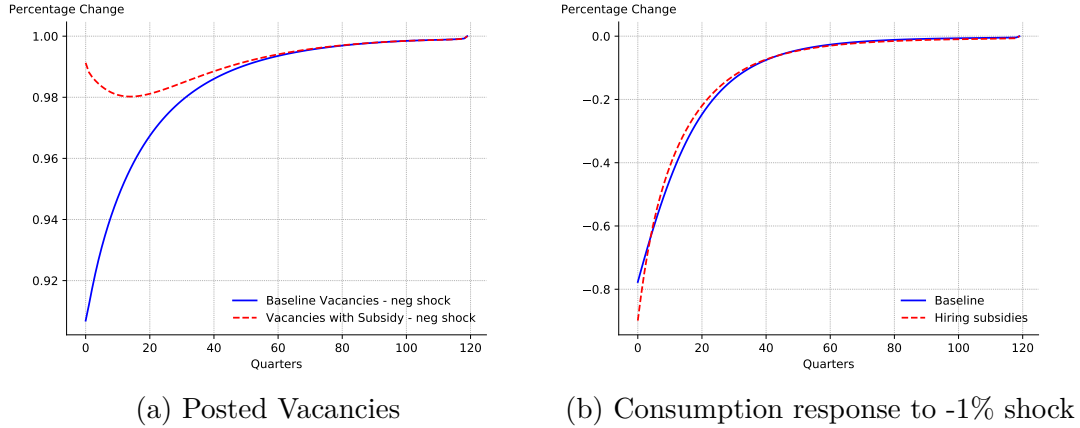 Percentage Change
1.00
0.98
0.96
0.94
0.92
0 20 40 60 80 100 120
Quarters
Baseline Vacancies - neg shock
Vacancies with Subsidy - neg shock
(a) Posted Vacancies
Percentage Change
0.0
−0.2
−0.4
−0.6
−0.8
0 20 40 60 80 100 120
Quarters
Baseline
Hiring subsidies
(b) Consumption response to -1% shock